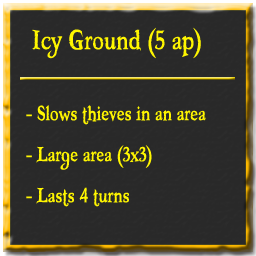 Icy Ground (5 ap)
- Slows thieves in an area
- Large area (3x3)
- Lasts 4 turns